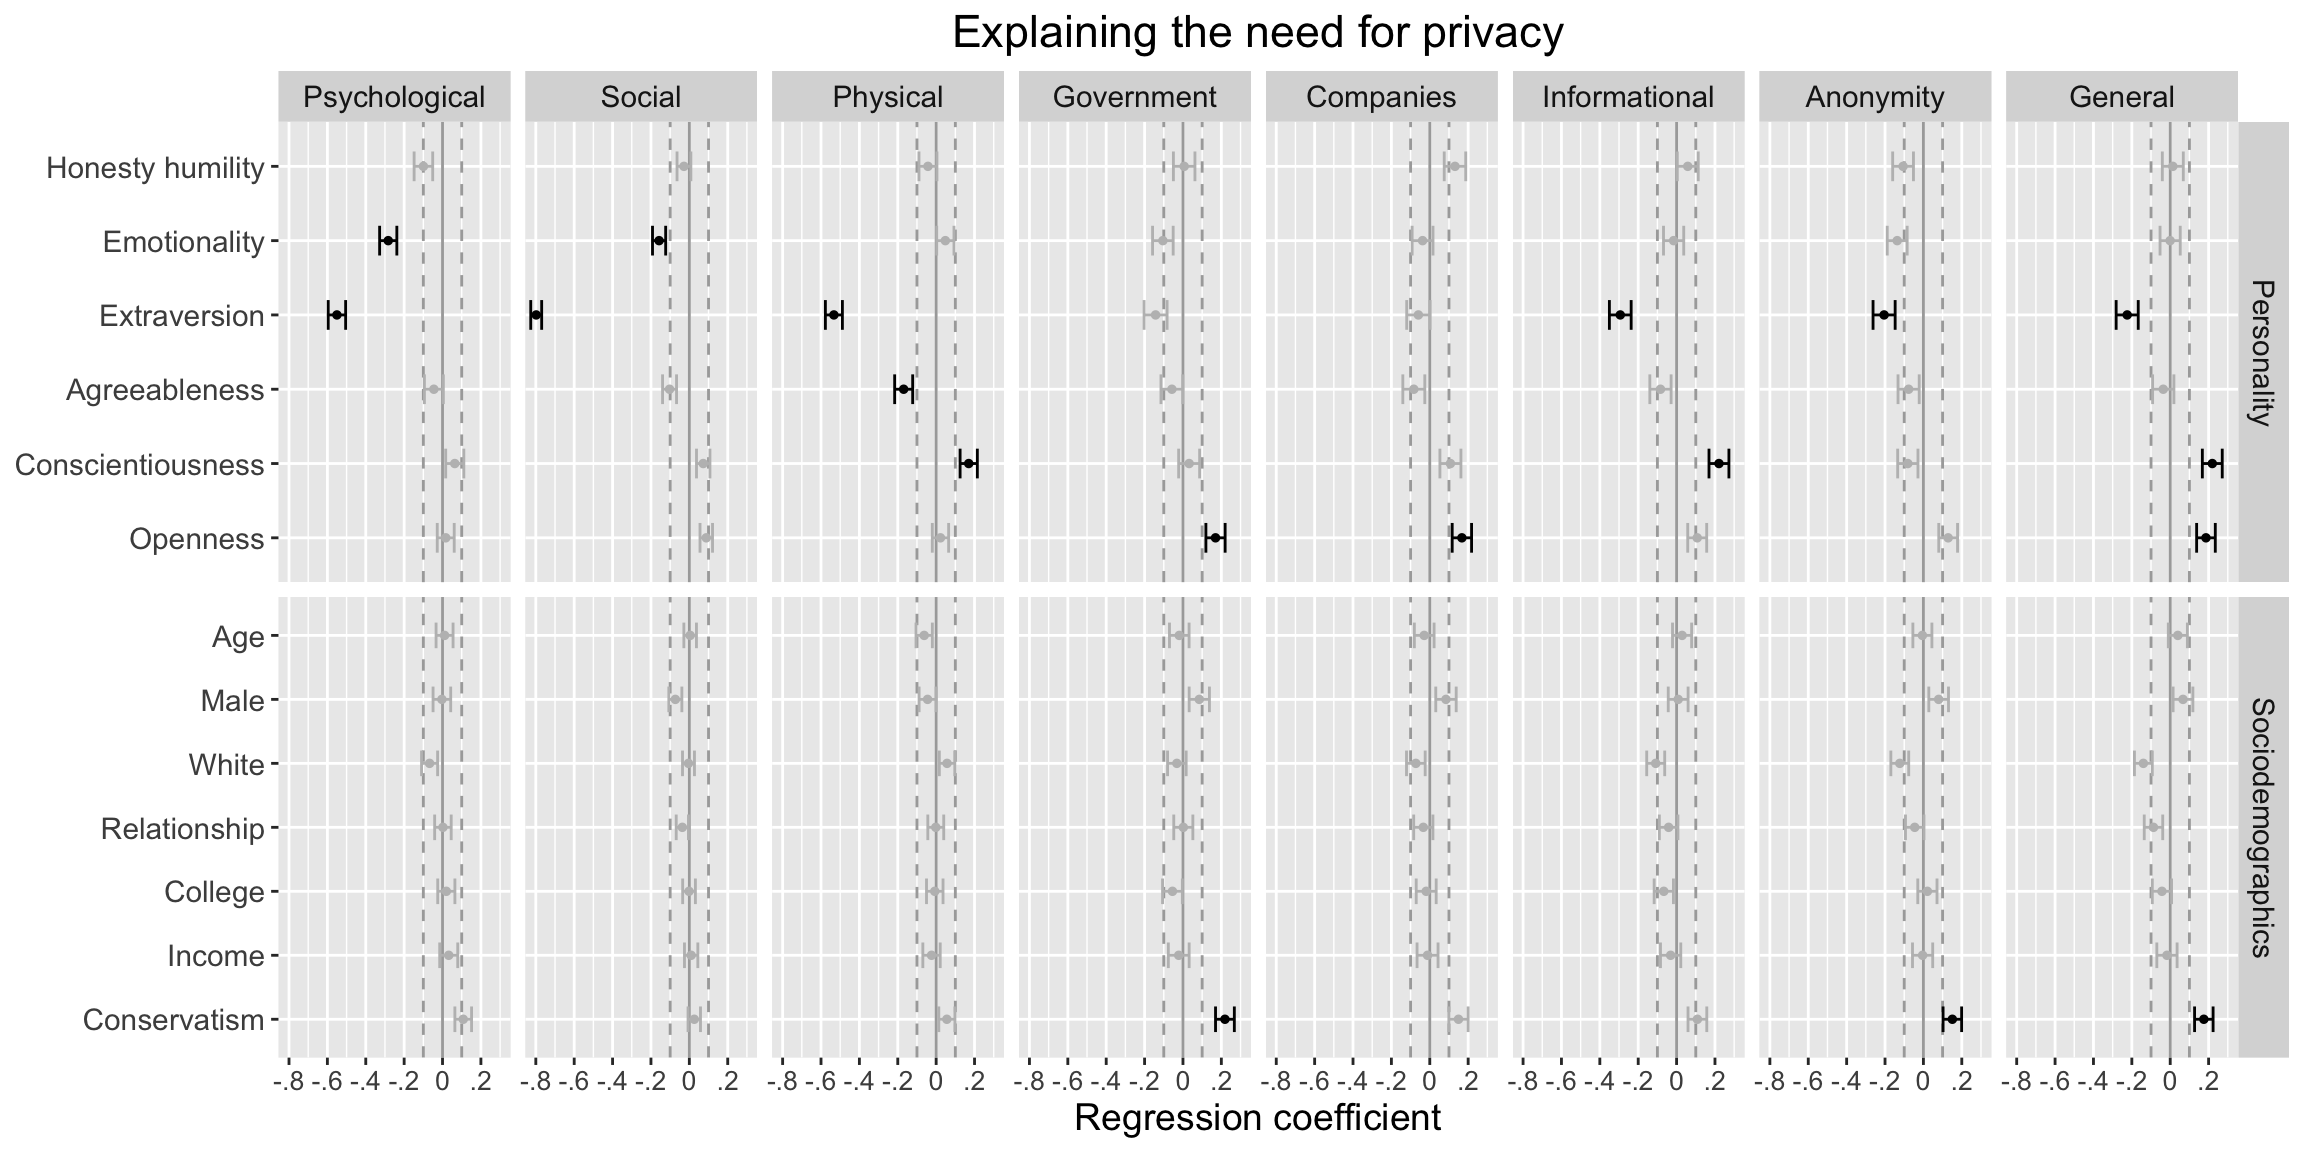 Explaining the need for privacy
Psychological Social Physical Government Companies Informational Anonymity General
Honesty humility
Emotionality
Extraversion
Agreeableness
Conscientiousness
Openness
Personality
Age
Male
White
Relationship
College
Income
Conservatism
Sociodemographics
-.8 -.6 -.4 -.2 0 .2 -.8 -.6 -.4 -.2 0 .2 -.8 -.6 -.4 -.2 0 .2 -.8 -.6 -.4 -.2 0 .2 -.8 -.6 -.4 -.2 0 .2 -.8 -.6 -.4 -.2 0 .2 -.8 -.6 -.4 -.2 0 .2 -.8 -.6 -.4 -.2 0 .2
Regression coefficient